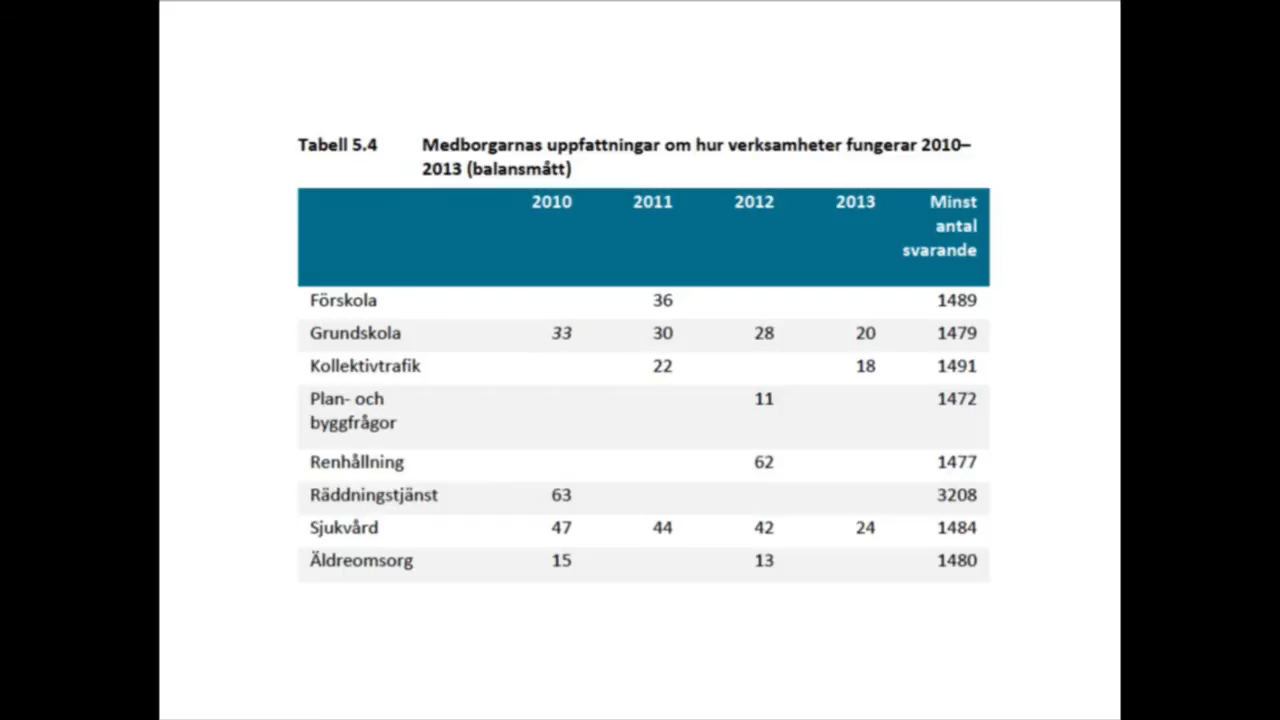 Tabell 5.4 Medborgarnas uppfattningar om hur verksamheter fungerar 2010–
2013 (balansmått)
2010 2011 2012 2013 Minst
antal
svarande
Förskola 36 1489
Grundskola 33 30 28 20 1479
Kollektivtrafik 22 18 1491
Plan- och 11 1472
byggfrågor
Renhållning 62 1477
Räddningstjänst 63 3208
Sjukvård 47 44 42 24 1484
Äldreomsorg 15 13 1480